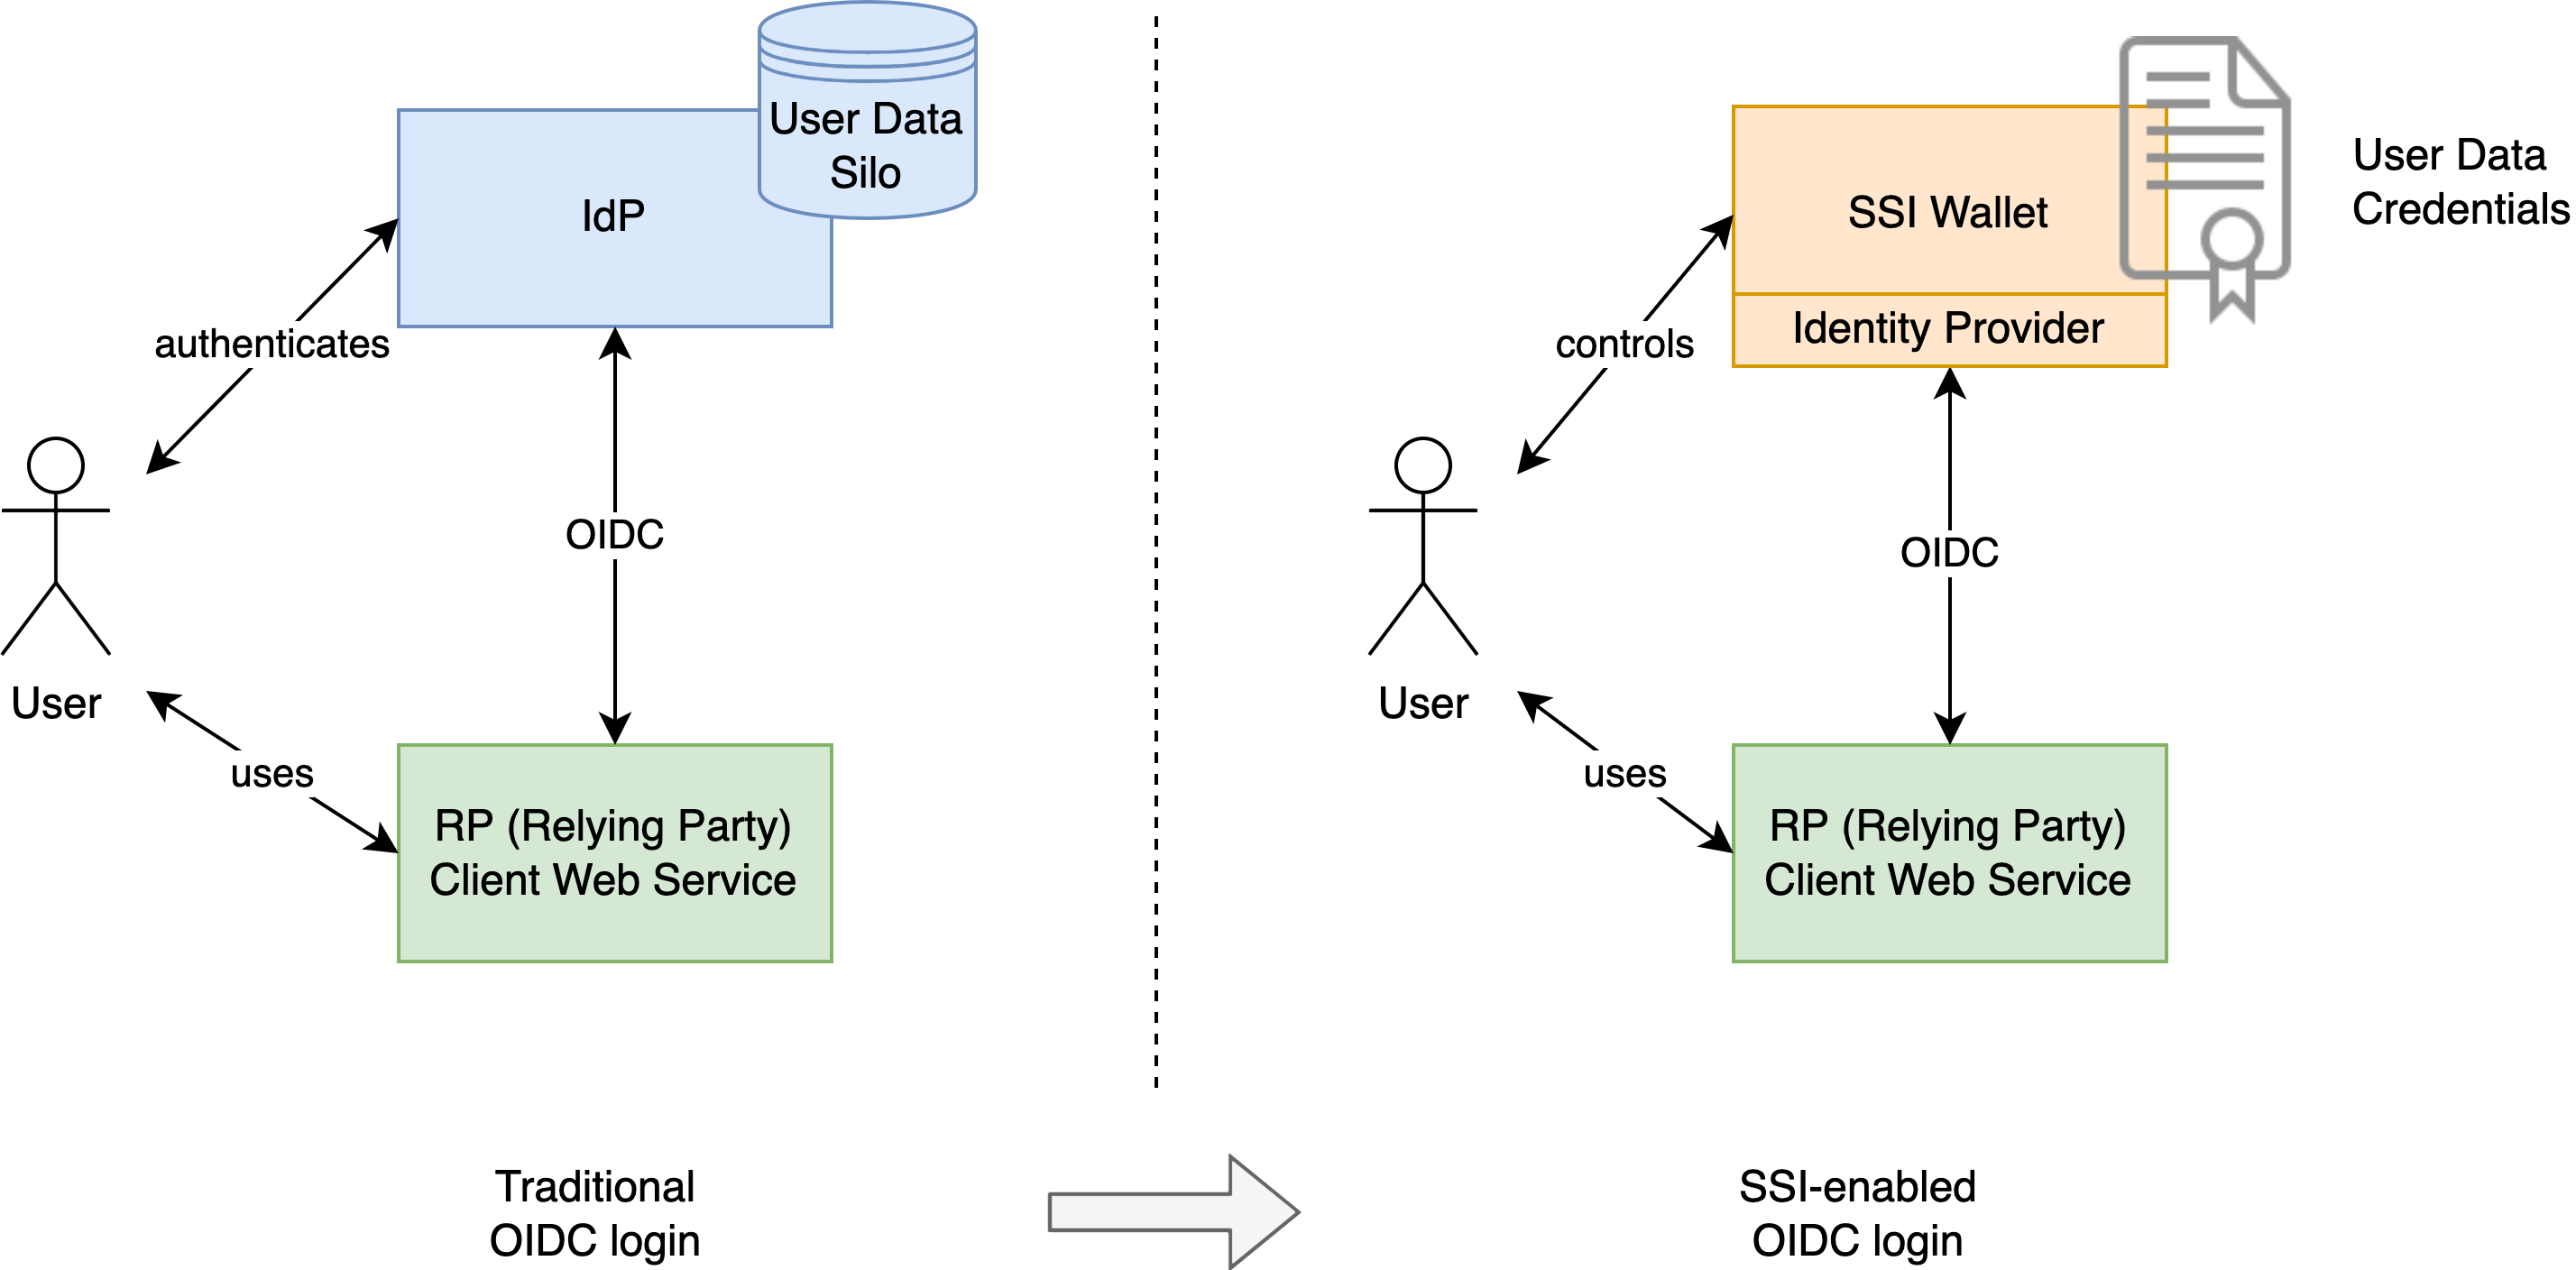 User Data
Silo
IdP
authenticates
OIDC
User
uses
RP (Relying Party)
Client Web Service
Traditional
OIDC login
SSI Wallet
Identity Provider
User Data
Credentials
controls
OIDC
User
uses
RP (Relying Party)
Client Web Service
SSI-enabled
OIDC login